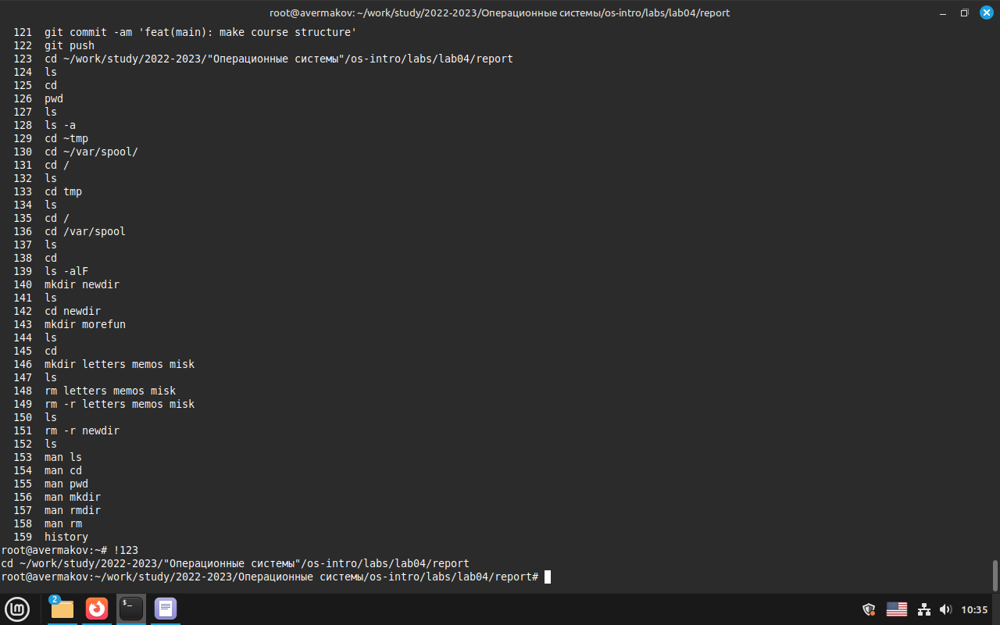 root@avermakov: ~/work/study/2022-2023/Операционные системы/os-intro/labs/lab04/report
121 git commit -am 'feat(main): make course structure'
122 git push
123 cd ~/work/study/2022-2023/"Операционные системы"/os-intro/labs/lab04/report
124 ls
125 cd
126 pwd
127 ls
128 ls -a
129 cd ~tmp
130 cd ~/var/spool/
131 cd /
132 ls
133 cd tmp
134 ls
135 cd /
136 cd /var/spool
137 ls
138 cd
139 ls -alF
140 mkdir newdir
141 ls
142 cd newdir
143 mkdir morefun
144 ls
145 cd
146 mkdir letters memos misk
147 ls
148 rm letters memos misk
149 rm -r letters memos misk
150 ls
151 rm -r newdir
152 ls
153 man ls
154 man cd
155 man pwd
156 man mkdir
157 man rmdir
158 man rm
159 history
root@avermakov:~# !123
cd ~/work/study/2022-2023/"Операционные системы"/os-intro/labs/lab04/report
root@avermakov:~/work/study/2022-2023/Операционные системы/os-intro/labs/lab04/report#
2
$_
10:35